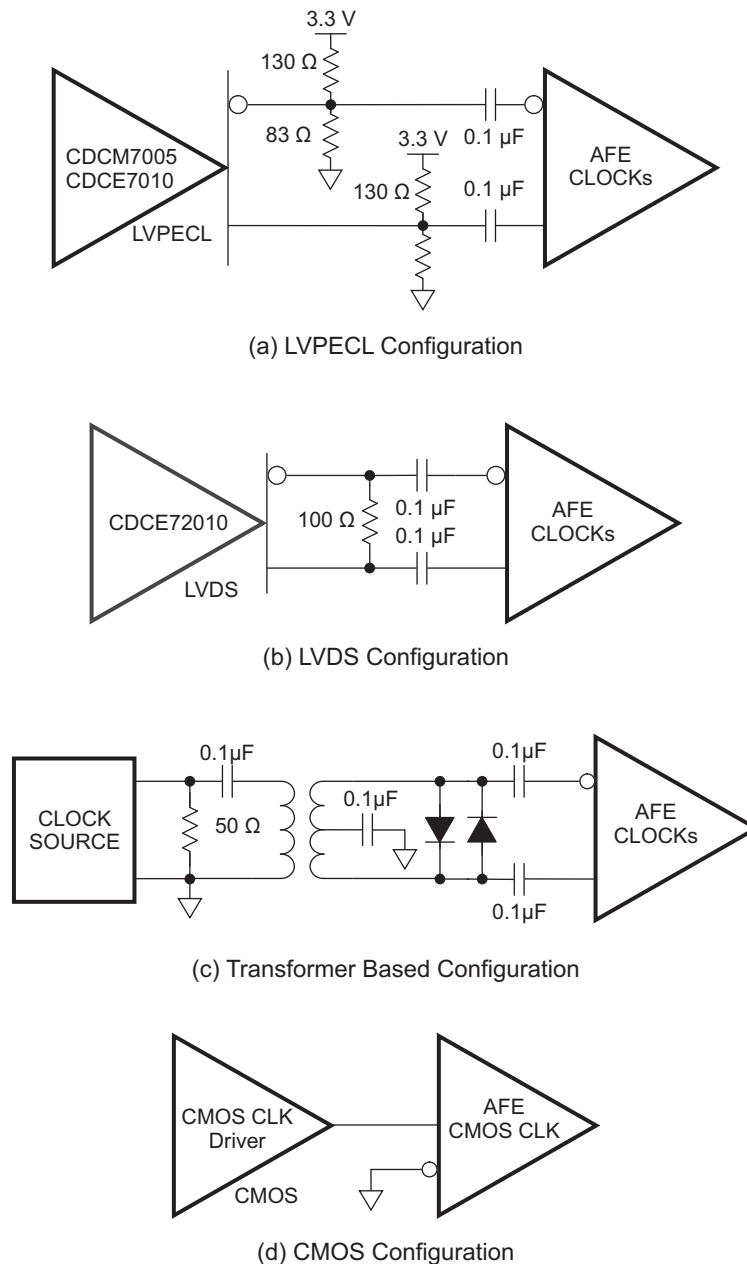 3.3 V
130 Ω
83 Ω
3.3 V
130 Ω
0.1 µF
0.1 µF
CDCM7005
CDCE7010
LVPECL
AFE
CLOCKs
(a) LVPECL Configuration
CDCE72010
LVDS
100 Ω
0.1 µF
0.1 µF
AFE
CLOCKs
(b) LVDS Configuration
CLOCK
SOURCE
0.1µF
50 Ω
0.1µF
0.1µF
0.1µF
AFE
CLOCKs
(c) Transformer Based Configuration
CMOS CLK
Driver
CMOS
AFE
CMOS CLK
(d) CMOS Configuration